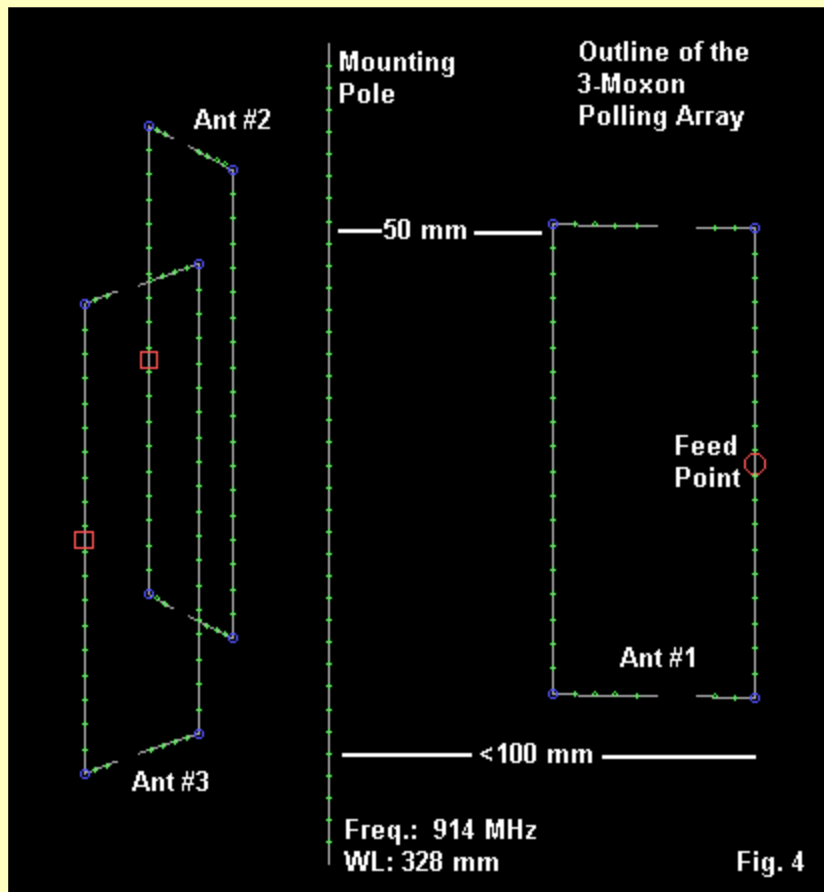 Outline of the
3-Moxon
Polling Array
Mounting
Pole
Ant #2
50 mm
Feed
Point
Ant #1
<100 mm
Ant #3
Freq.: 914 MHz
WL: 328 mm
Fig. 4